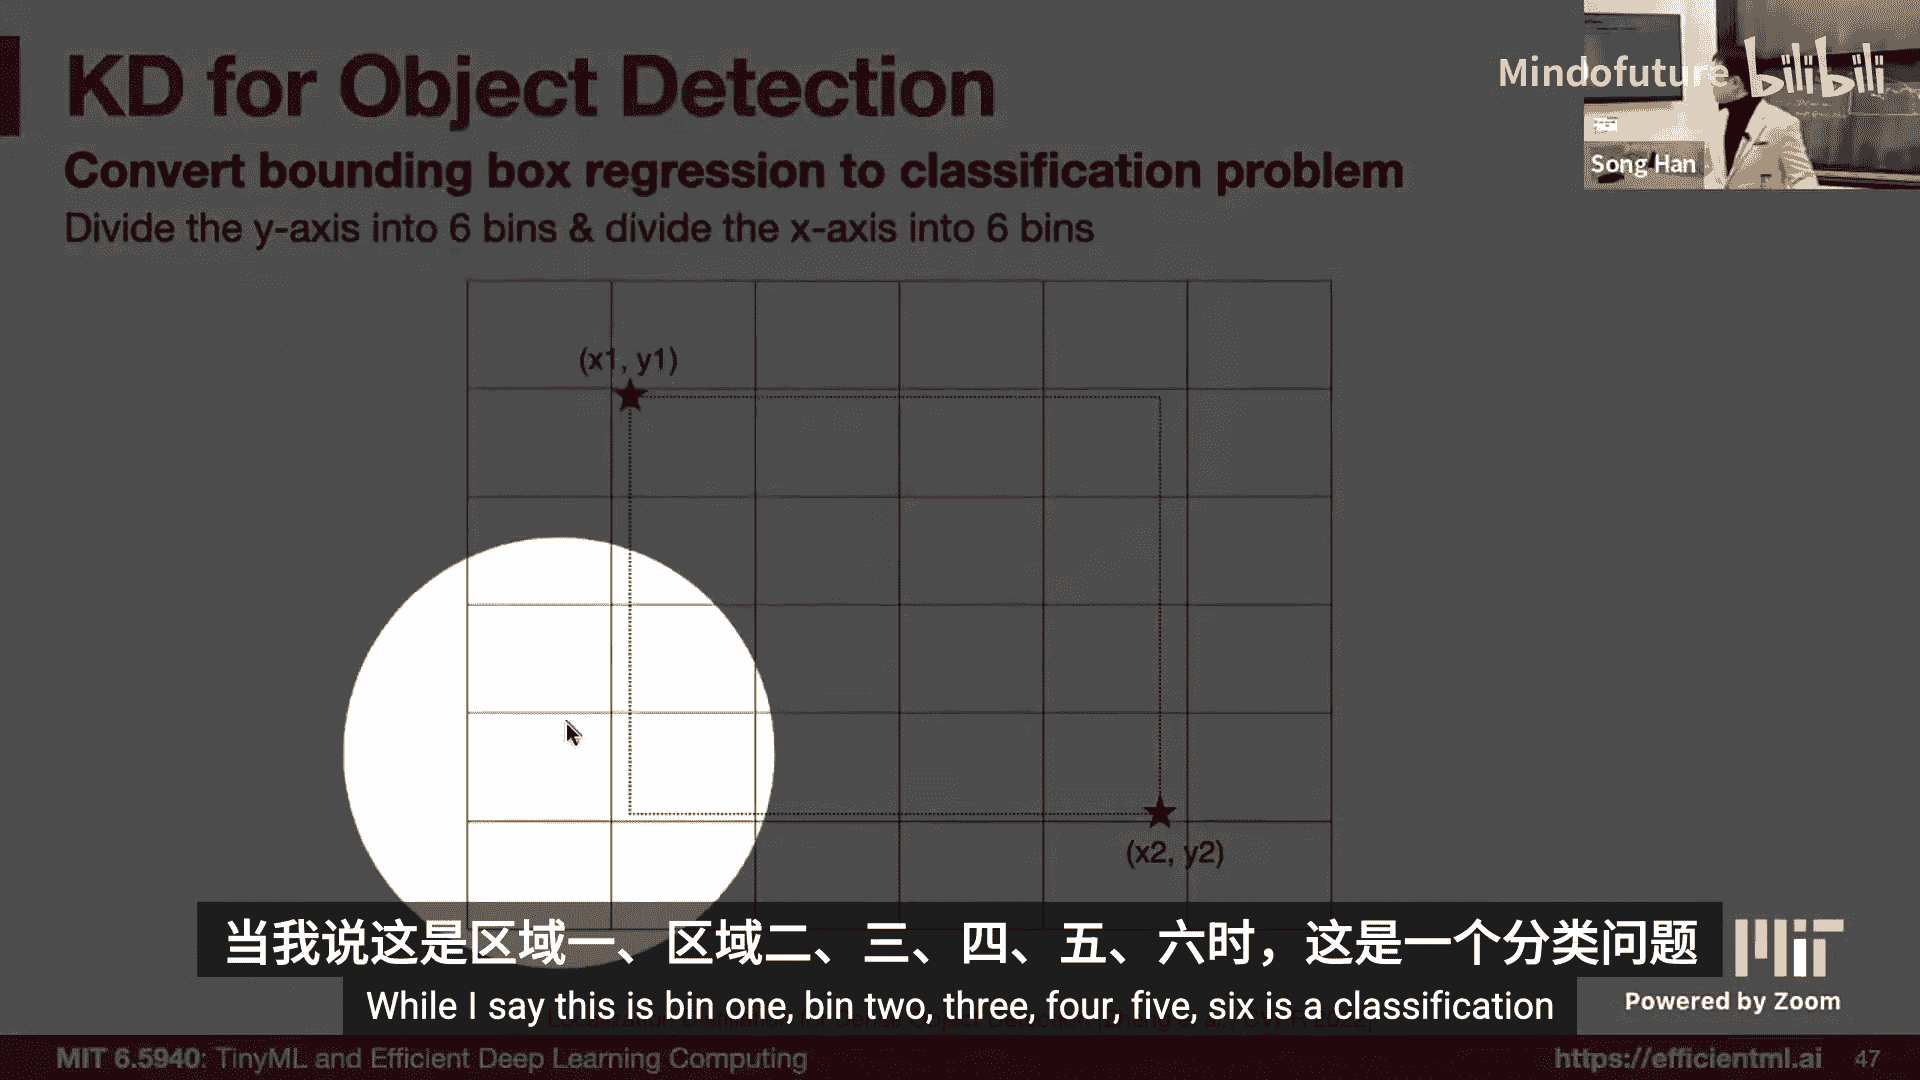 KD for Object Detection
Mindofuture bilibili
Song Han
Convert bounding box regression to classification problem
Divide the y-axis into 6 bins & divide the x-axis into 6 bins
(x1, y1)
(x2, y2)
当我说这是区域一、区域二、三、四、五、六时，这是一个分类问题
While I say this is bin one, bin two, three, four, five, six is a classification
MIT
Powered by Zoom
MIT 6.5940: TinyML and Efficient Deep Learning Computing
https://efficientml.ai
47